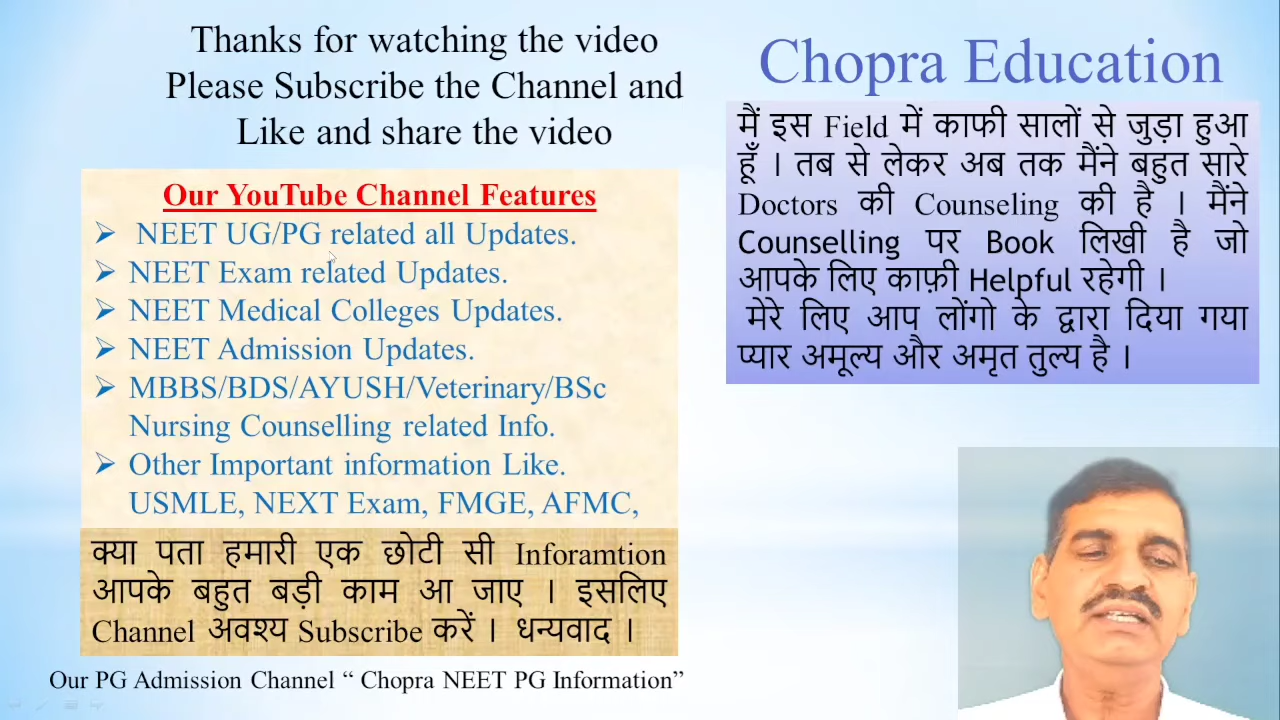 Thanks for watching the video
Please Subscribe the Channel and
Like and share the video
Our YouTube Channel Features
➢ NEET UG/PG related all Updates.
➢ NEET Exam related Updates.
➢ NEET Medical Colleges Updates.
➢ NEET Admission Updates.
➢ MBBS/BDS/AYUSH/Veterinary/BSc
Nursing Counselling related Info.
➢ Other Important information Like.
USMLE, NEXT Exam, FMGE, AFMC,
क्या पता हमारी एक छोटी सी Inforamtion
आपके बहुत बड़ी काम आ जाए । इसलिए
Channel अवश्य Subscribe करें । धन्यवाद ।
Our PG Admission Channel “ Chopra NEET PG Information”
Chopra Education
मैं इस Field में काफी सालों से जुड़ा हुआ
हूँ । तब से लेकर अब तक मैंने बहुत सारे
Doctors की Counseling की है । मैंने
Counselling पर Book लिखी है जो
आपके लिए काफ़ी Helpful रहेगी ।
मेरे लिए आप लोंगो के द्वारा दिया गया
प्यार अमूल्य और अमृत तुल्य है ।